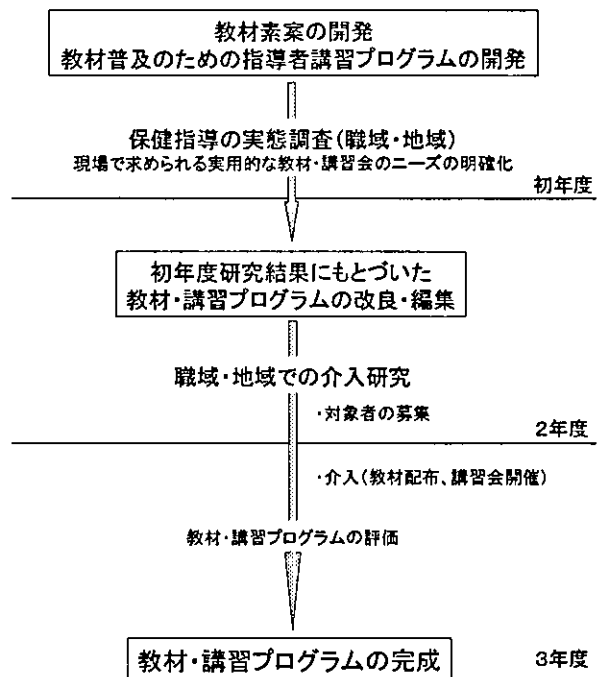 教材素案の開発
教材普及のための指導者講習プログラムの開発
保健指導の実態調査(職域・地域)
現場で求められる実用的な教材・講習会のニーズの明確化
初年度
初年度研究結果にもとづいた
教材・講習プログラムの改良・編集
職域・地域での介入研究
・対象者の募集
2年度
・介入(教材配布、講習会開催)
教材・講習プログラムの評価
教材・講習プログラムの完成
3年度